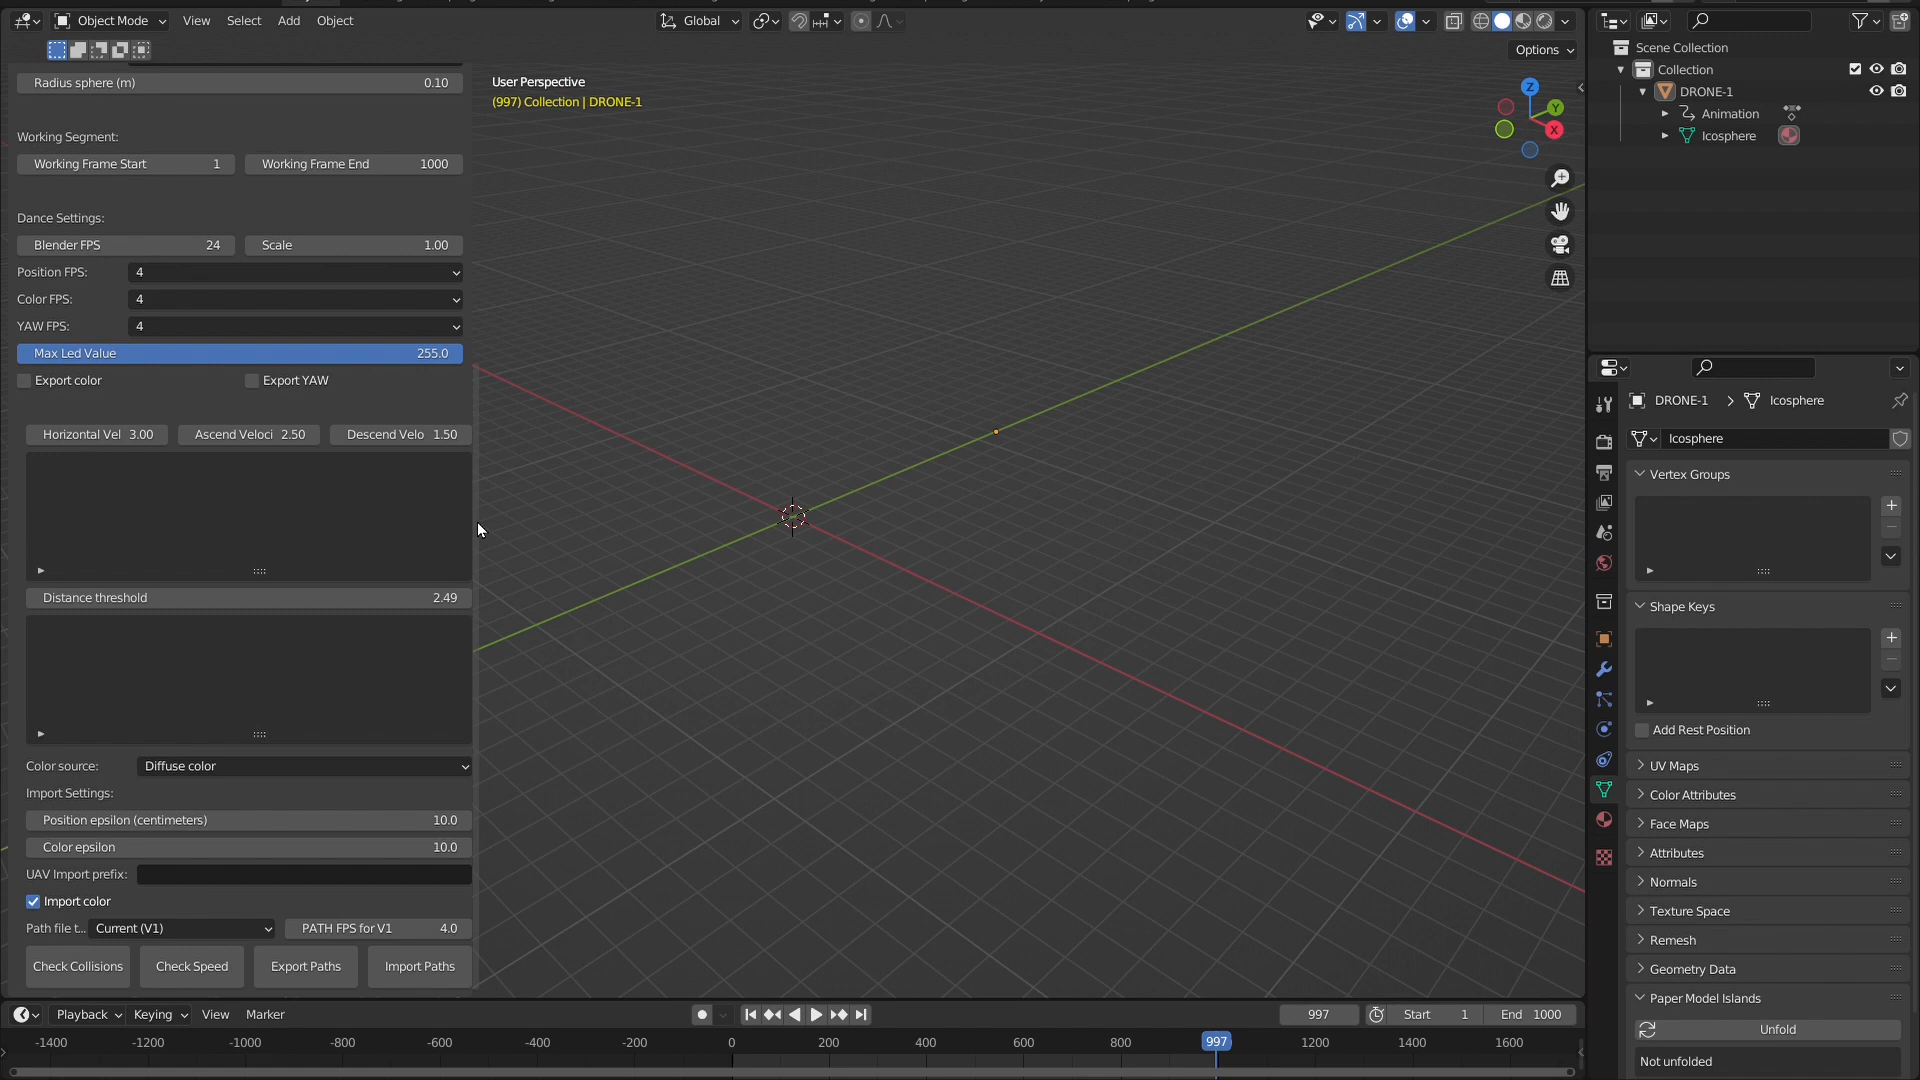 Object Mode View Select Add Object Global
Options
Radius sphere (m) 0.10
Working Segment:
Working Frame Start 1 Working Frame End 1000
Dance Settings:
Blender FPS 24 Scale 1.00
Position FPS: 4
Color FPS: 4
YAW FPS: 4
Max Led Value 255.0
Export color Export YAW
Horizontal Vel 3.00 Ascend Veloci 2.50 Descend Velo 1.50
Distance threshold 2.49
Color source: Diffuse color
Import Settings:
Position epsilon (centimeters) 10.0
Color epsilon 10.0
UAV Import prefix:
Import color
Path file t... Current (V1) PATH FPS for V1 4.0
Check Collisions Check Speed Export Paths Import Paths
User Perspective
(997) Collection | DRONE-1
Z
Y
X
Scene Collection
Collection
DRONE-1
Animation
Icosphere
DRONE-1 > Icosphere
Icosphere
Vertex Groups
Shape Keys
Add Rest Position
UV Maps
Color Attributes
Face Maps
Attributes
Normals
Texture Space
Remesh
Geometry Data
Paper Model Islands
Unfold
Not unfolded
Playback Keying View Marker 997 Start 1 End 1000
-1400 -1200 -1000 -800 -600 -400 -200 0 200 400 600 800 997 1200 1400 1600